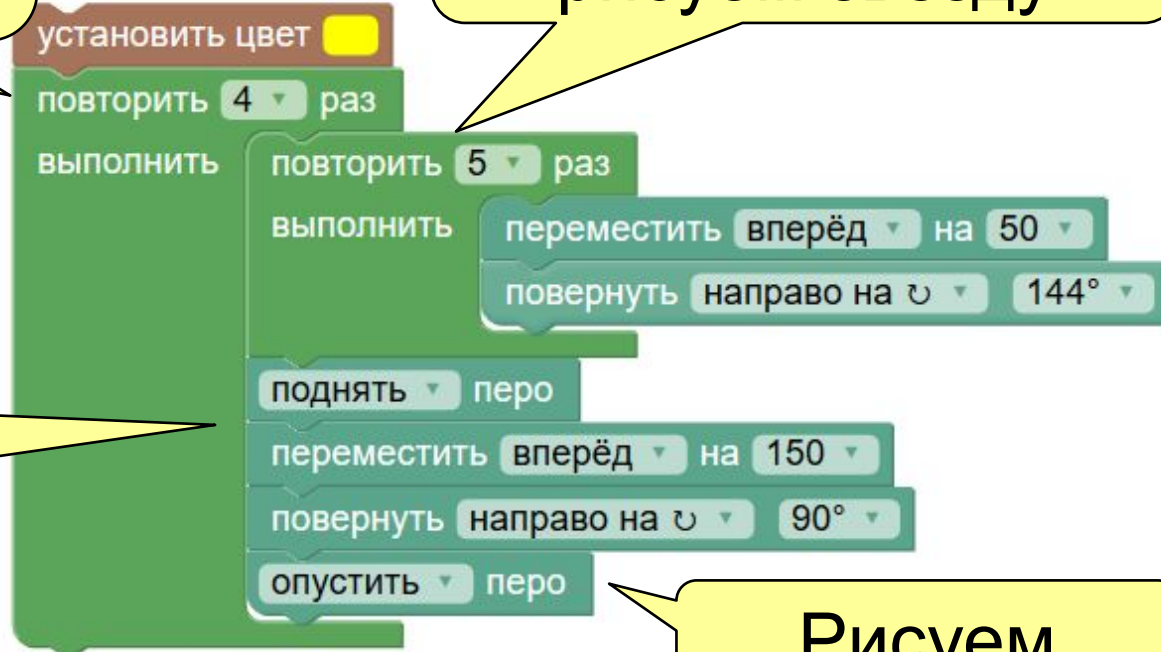 установить цвет
повторить 4 раз
выполнить
повторить 5 раз
выполнить
переместить вперёд на 50
повернуть направо на ↻ 144°
поднять перо
переместить вперёд на 150
повернуть направо на ↻ 90°
опустить перо
Рисуем